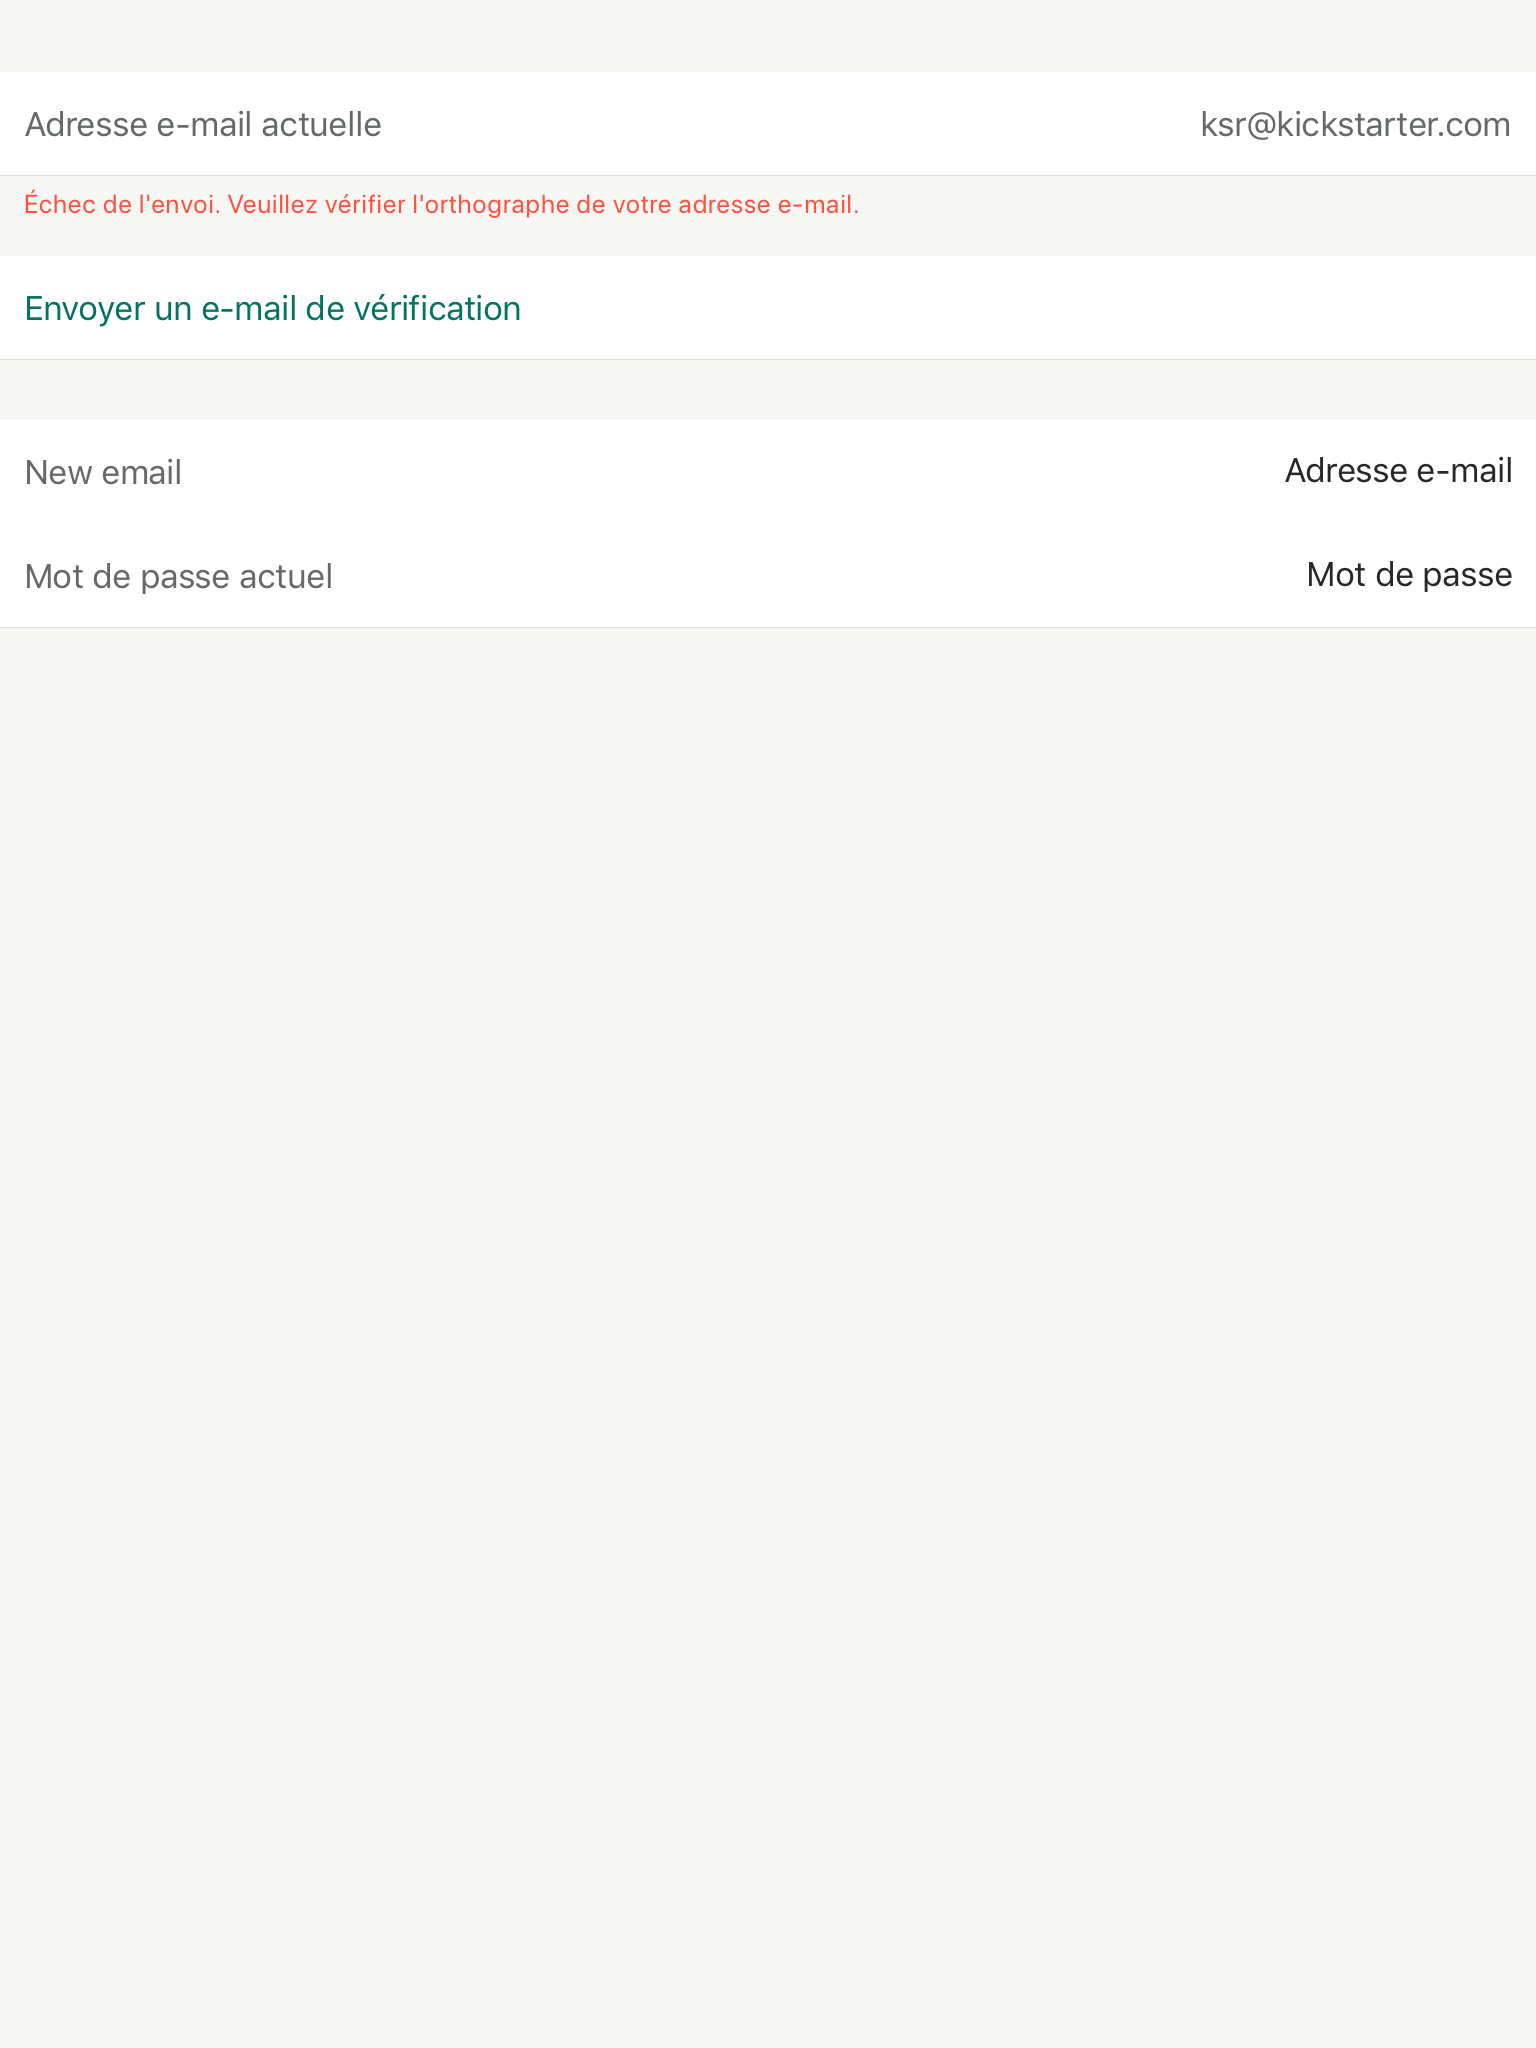 Adresse e-mail actuelle ksr@kickstarter.com
Échec de l'envoi. Veuillez vérifier l'orthographe de votre adresse e-mail.
Envoyer un e-mail de vérification
New email Adresse e-mail
Mot de passe actuel Mot de passe